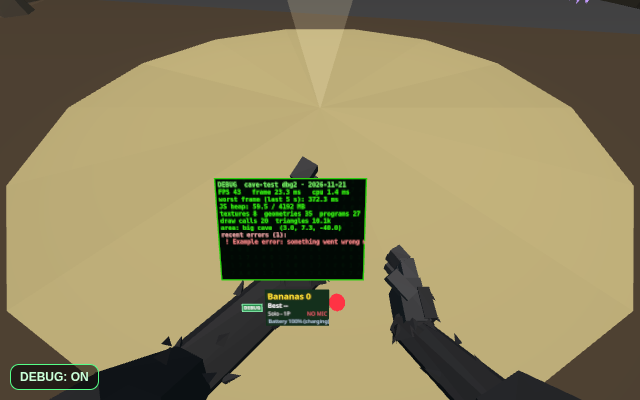 DEBUG cave-test dbg2 - 2026-11-21
FPS 43 frame 23.3 ms cpu 1.4 ms
worst frame (last 5 s): 372.3 ms
JS heap: 59.5 / 4192 MB
textures 8 geometries 35 programs 27
draw calls 20 triangles 10.1k
area: big cave (3.0, 7.3, -40.0)
recent errors (1):
! Example error: something went wrong
Bananas 0
DEBUG
Best —
Solo - 1P NO MIC
Battery 100% (charging)
DEBUG: ON